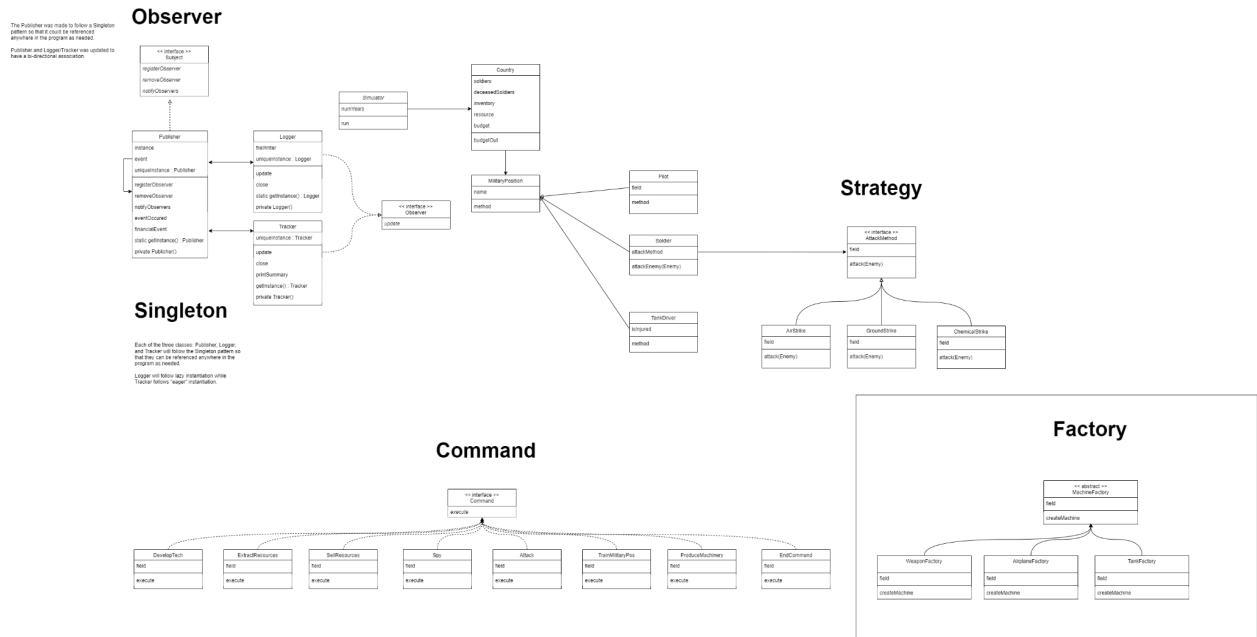 Observer
The Publisher was made to follow a Singleton
pattern so that it could be referenced
anywhere in the program as needed.
Publisher and Logger/Tracker was updated to
have a bi-directional association.
<< interface >>
Subject
registerObserver
removeObserver
notifyObservers
Publisher
instance
event
uniqueInstance : Publisher
registerObserver
removeObserver
notifyObservers
eventOccured
financialEvent
static getInstance() : Publisher
private Publicher()
Logger
fileWriter
uniqueInstance : Logger
update
close
static getInstance() : Logger
private Logger()
Tracker
uniqueInstance : Tracker
update
close
printSummary
getInstance() : Tracker
private Tracker()
<< interface >>
Observer
update
Simulator
numYears
run
Country
soldiers
deceasedSoldiers
inventory
resource
budget
budgetOut
MilitaryPosition
name
method
Pilot
field
method
Soldier
attackMethod
attackEnemy(Enemy)
TankDriver
isInjured
method
Strategy
<< interface >>
AttackMethod
field
attack(Enemy)
AirStrike
field
attack(Enemy)
GroundStrike
field
attack(Enemy)
ChemicalStrike
field
attack(Enemy)
Singleton
Each of the three classes: Publisher, Logger,
and Tracker will follow the Singleton pattern so
that they can be referenced anywhere in the
program as needed.
Logger will follow lazy instantiation while
Tracker follows "eager" instantiation.
Command
<< interface >>
Command
execute
DevelopTech
field
execute
ExtractResources
field
execute
SellResources
field
execute
Spy
field
execute
Attack
field
execute
TrainMilitaryPos
field
execute
ProduceMachinery
field
execute
EndCommand
field
execute
Factory
<< abstract >>
MachineFactory
field
createMachine
WeaponFactory
field
createMachine
AirplaneFactory
field
createMachine
TankFactory
field
createMachine